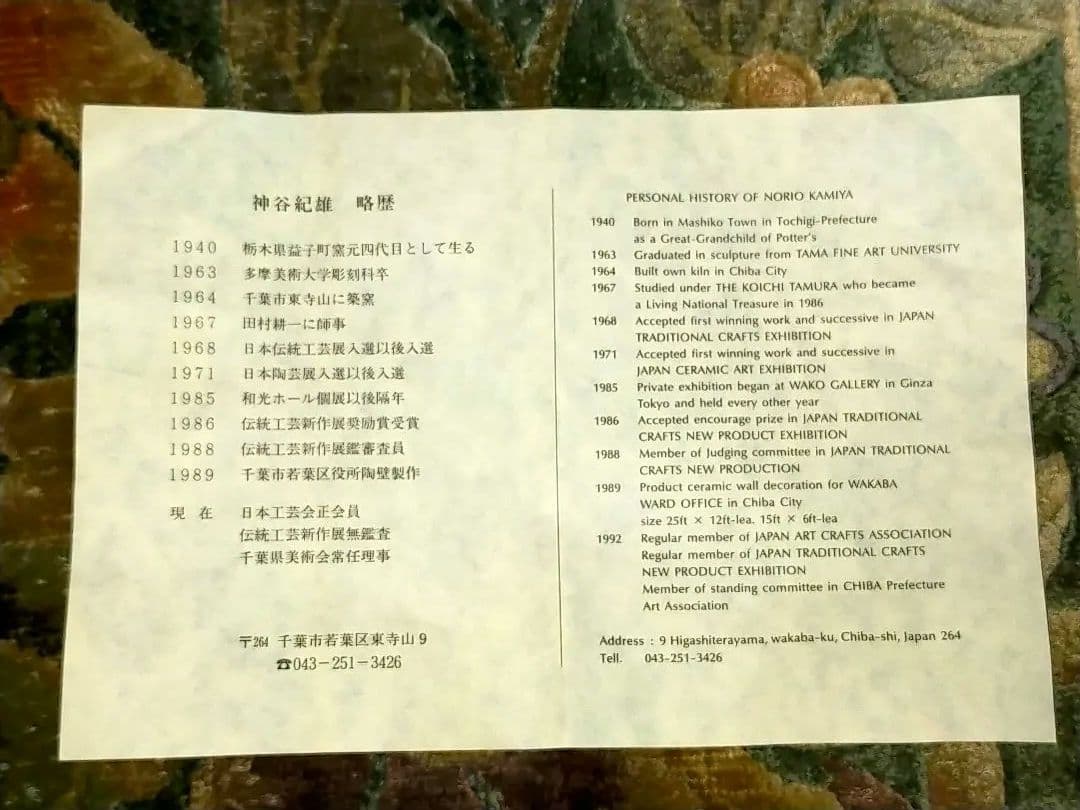 神谷紀雄 略歴
1940 栃木県益子町窯元四代目として生る
1963 多摩美術大学彫刻科卒
1964 千葉市東寺山に築窯
1967 田村耕一に師事
1968 日本伝統工芸展入選以後入選
1971 日本陶芸展入選以後入選
1985 和光ホール個展以後隔年
1986 伝統工芸新作展奨励賞受賞
1988 伝統工芸新作展鑑審査員
1989 千葉市若葉区役所陶壁製作
現在 日本工芸会正会員
伝統工芸新作展無鑑査
千葉県美術会常任理事
〒264 千葉市若葉区東寺山9
☎043-251-3426
PERSONAL HISTORY OF NORIO KAMIYA
1940 Born in Mashiko Town in Tochigi-Prefecture
as a Great-Grandchild of Potter's
1963 Graduated in sculpture from TAMA FINE ART UNIVERSITY
1964 Built own kiln in Chiba City
1967 Studied under THE KOICHI TAMURA who became
a Living National Treasure in 1986
1968 Accepted first winning work and successive in JAPAN
TRADITIONAL CRAFTS EXHIBITION
1971 Accepted first winning work and successive in
JAPAN CERAMIC ART EXHIBITION
1985 Private exhibition began at WAKO GALLERY in Ginza
Tokyo and held every other year
1986 Accepted encourage prize in JAPAN TRADITIONAL
CRAFTS NEW PRODUCT EXHIBITION
1988 Member of Judging committee in JAPAN TRADITIONAL
CRAFTS NEW PRODUCTION
1989 Product ceramic wall decoration for WAKABA
WARD OFFICE in Chiba City
size 25ft × 12ft-lea. 15ft × 6ft-lea
1992 Regular member of JAPAN ART CRAFTS ASSOCIATION
Regular member of JAPAN TRADITIONAL CRAFTS
NEW PRODUCT EXHIBITION
Member of standing committee in CHIBA Prefecture
Art Association
Address : 9 Higashiterayama, wakaba-ku, Chiba-shi, Japan 264
Tell. 043-251-3426